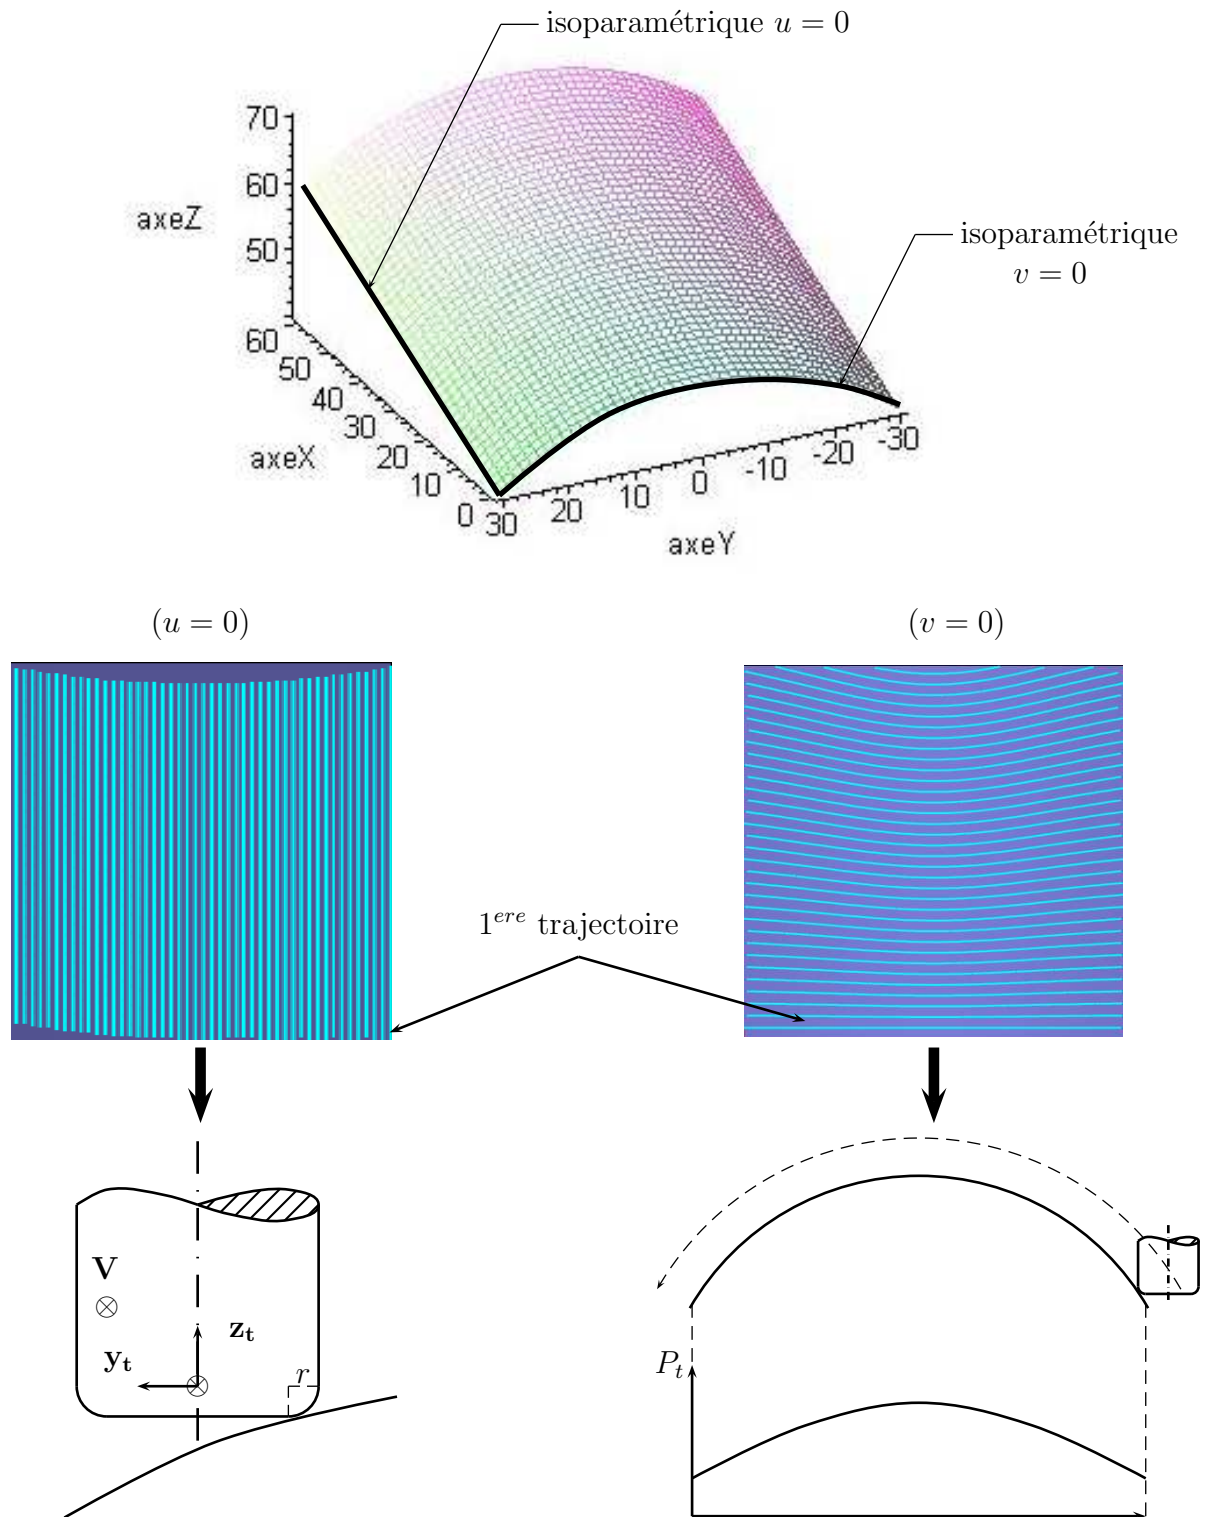 isoparamétrique u = 0
70
60
axeZ
50
isoparamétrique
v = 0
60
50
40
30
axeX
20
10
0
30
20
10
0
-10
-20
-30
axeY
(u = 0)
(v = 0)
1ere trajectoire
V
zt
yt
r
Pt